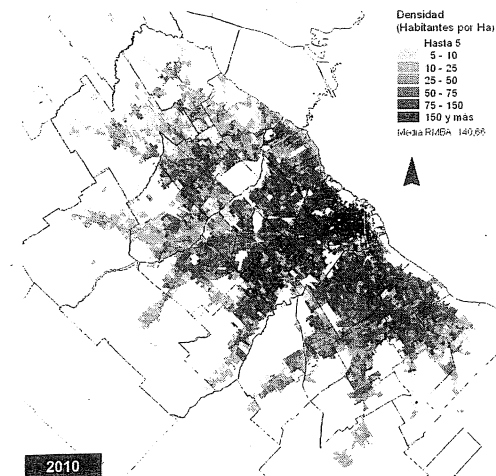 Densidad
(Habitantes por Ha)
Hasta 5
5 - 10
10 - 25
25 - 50
50 - 75
75 - 150
150 y más
Media RMBA 140,66
2010